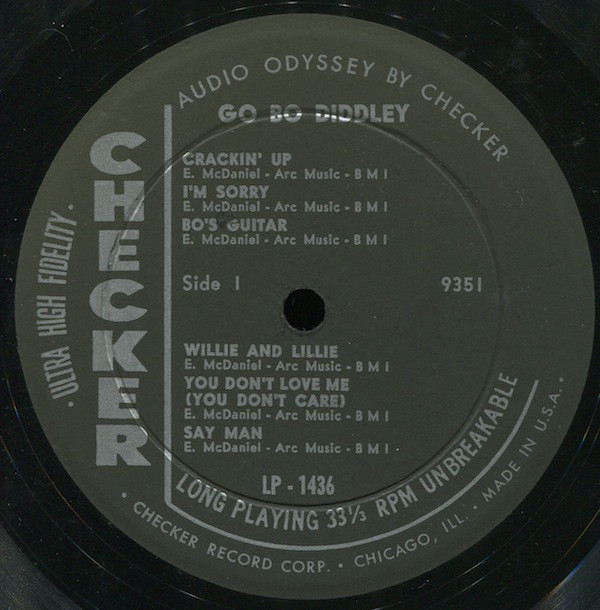 AUDIO ODYSSEY BY CHECKER
GO BO DIDDLEY
CHECKER
· ULTRA HIGH FIDELITY ·
CRACKIN' UP
E. McDaniel - Arc Music - B M I
I'M SORRY
E. McDaniel - Arc Music - B M I
BO'S GUITAR
E. McDaniel - Arc Music - B M I
Side 1 9351
WILLIE AND LILLIE
E. McDaniel - Arc Music - B M I
YOU DON'T LOVE ME
(YOU DON'T CARE)
E. McDaniel - Arc Music - B M I
SAY MAN
E. McDaniel - Arc Music - B M I
LP - 1436
LONG PLAYING 33⅓ RPM UNBREAKABLE
· CHECKER RECORD CORP. · CHICAGO, ILL. · MADE IN U.S.A. ·